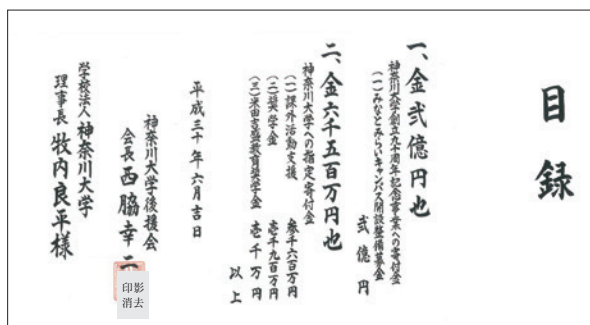 目録
一、金弐億円也
神奈川大学創立九十周年記念事業への寄付金
(一)みなとみらいキャンパス開設整備募金
弐億円
二、金六千五百万円也
神奈川大学への指定寄付金
(一)課外活動支援 参千六百万円
(二)奨学金 壱千九百万円
(三)米田吉盛教育奨学金 壱千万円
以上
平成三十年六月吉日
神奈川大学後援会
会長 西脇幸二
学校法人神奈川大学
理事長 牧内良平様
印影
消去